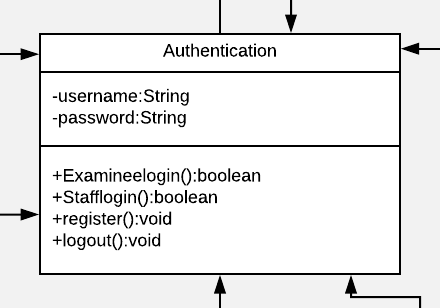 Authentication
-username:String
-password:String
+Examineelogin():boolean
+Stafflogin():boolean
+register():void
+logout():void